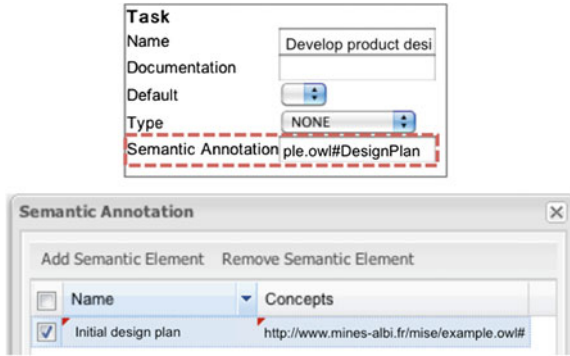 Task
Name Develop product desi
Documentation
Default
Type NONE
Semantic Annotation ple.owl#DesignPlan
Semantic Annotation
Add Semantic Element Remove Semantic Element
Name Concepts
Initial design plan http://www.mines-albi.fr/mise/example.owl#